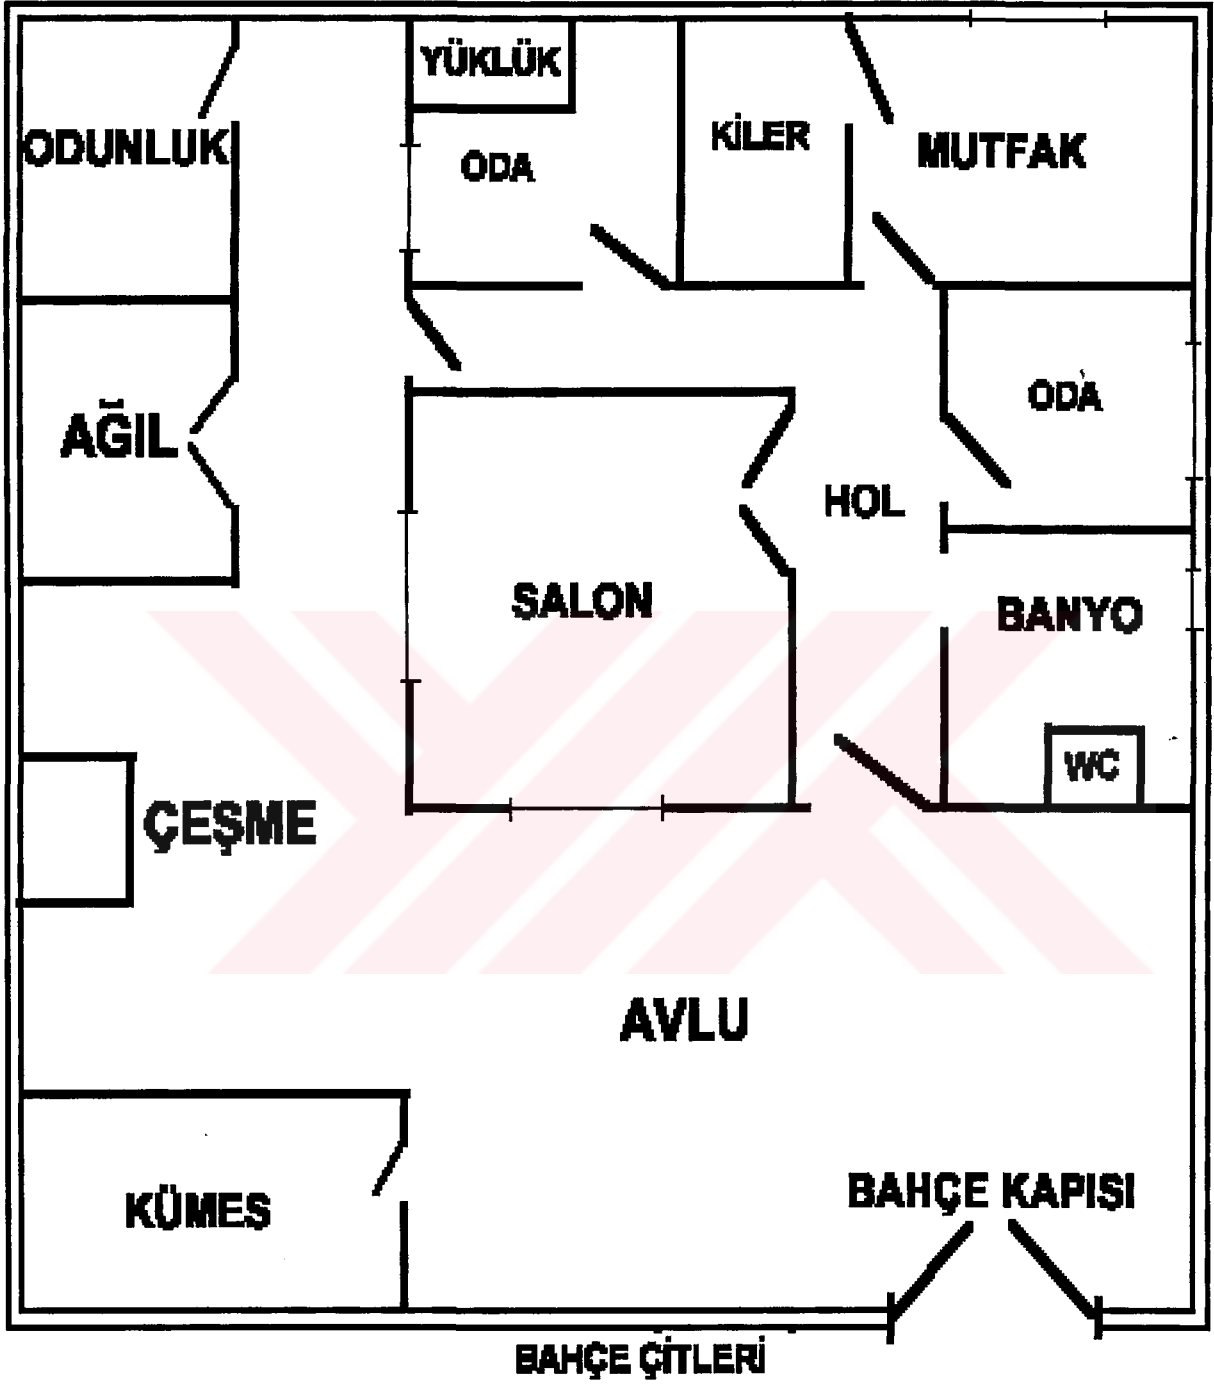 YÜKLÜK
ODUNLUK
ODA
KİLER
MUTFAK
AĞIL
ODA
HOL
SALON
BANYO
WC
ÇEŞME
AVLU
KÜMES
BAHÇE KAPISI
BAHÇE ÇİTLERİ